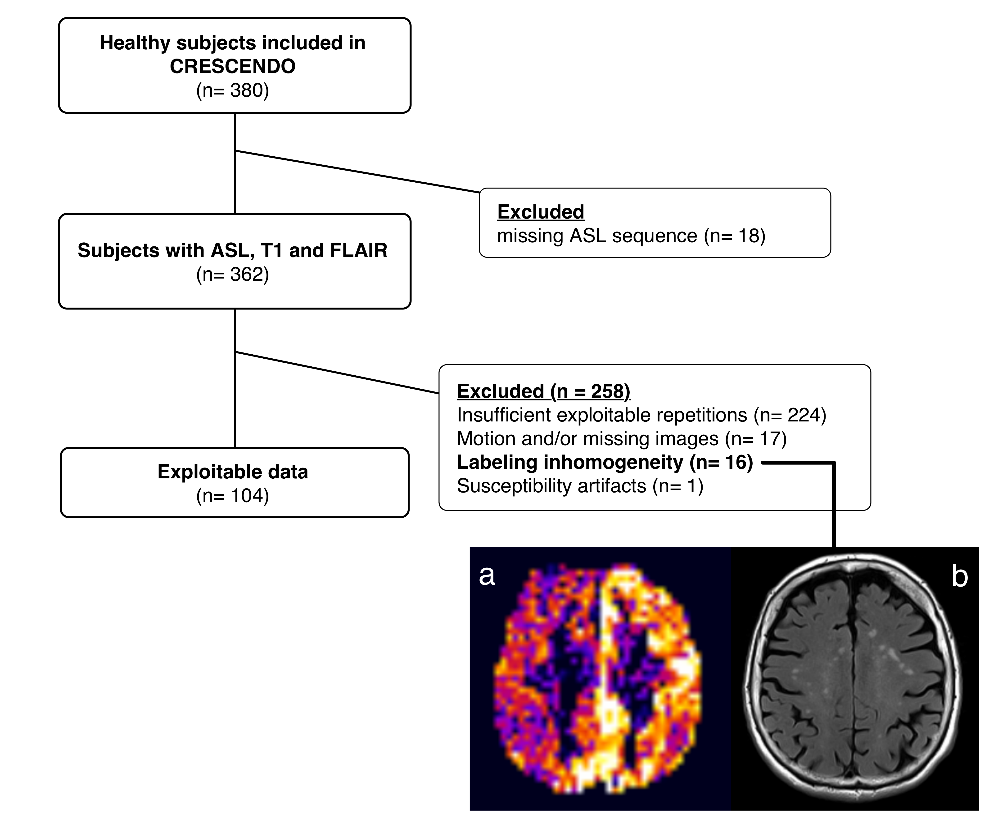 Healthy subjects included in
CRESCENDO
(n= 380)
Excluded
missing ASL sequence (n= 18)
Subjects with ASL, T1 and FLAIR
(n= 362)
Excluded (n = 258)
Insufficient exploitable repetitions (n= 224)
Motion and/or missing images (n= 17)
Labeling inhomogeneity (n= 16)
Susceptibility artifacts (n= 1)
Exploitable data
(n= 104)
a
b